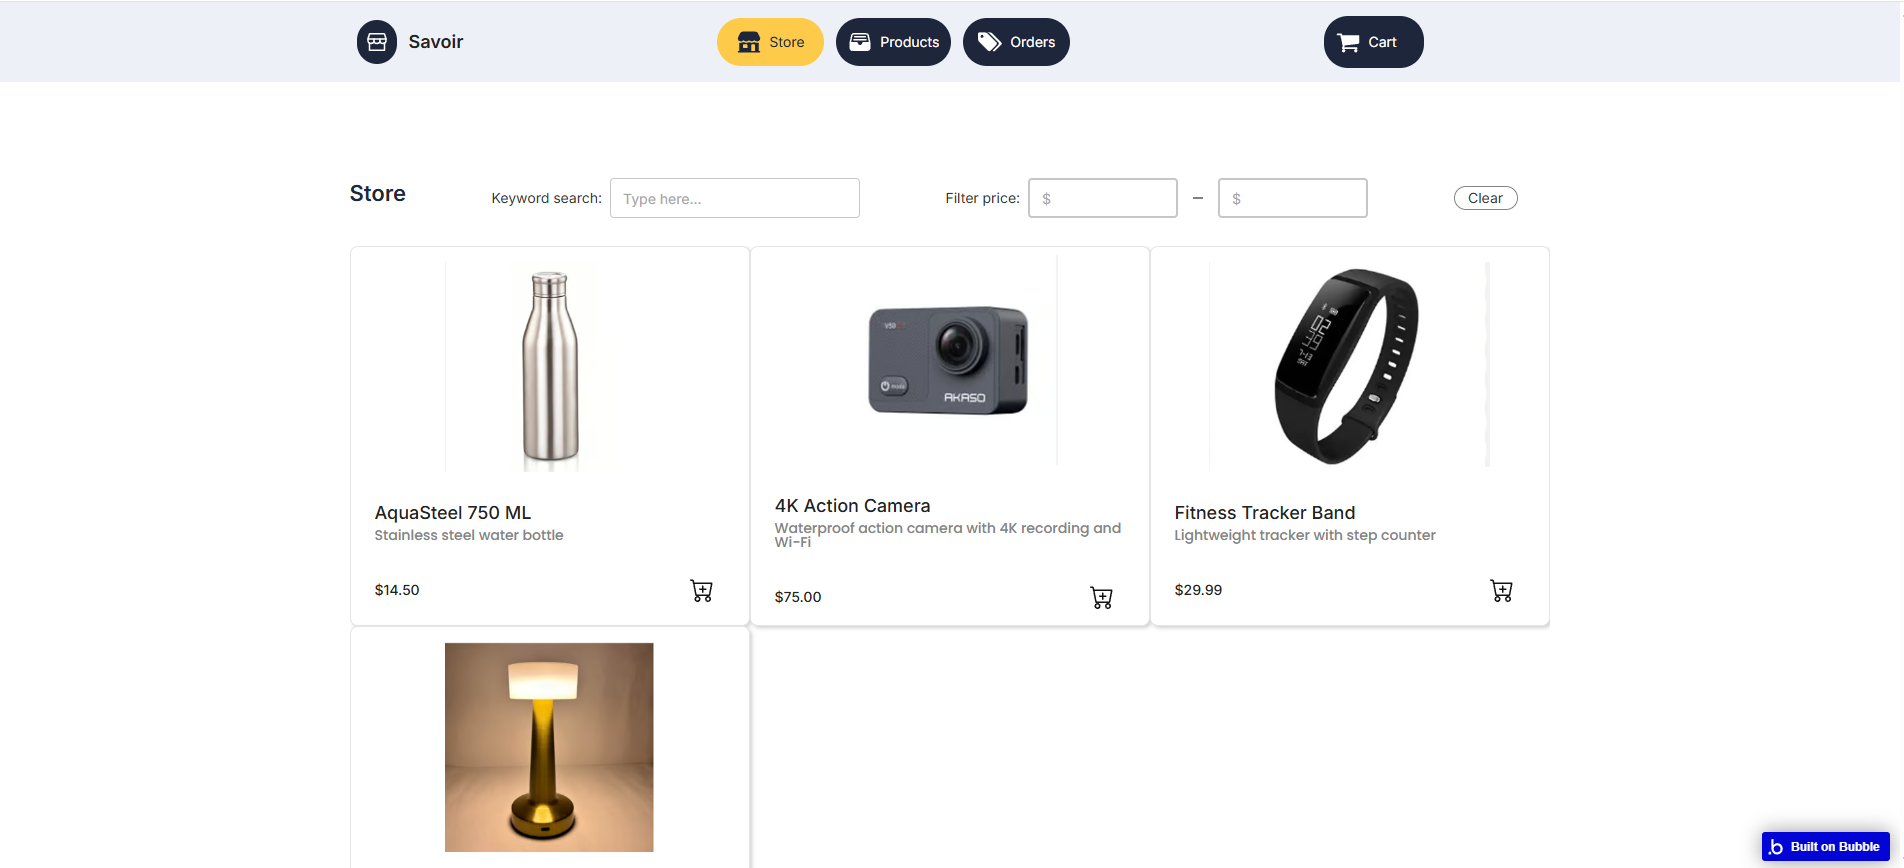 Savoir
Store
Products
Orders
Cart
Store
Keyword search:
Type here...
Filter price:
$
–
$
Clear
V50
mode
AKASO
AquaSteel 750 ML
Stainless steel water bottle
$14.50
4K Action Camera
Waterproof action camera with 4K recording and
Wi-Fi
$75.00
Fitness Tracker Band
Lightweight tracker with step counter
$29.99
Built on Bubble